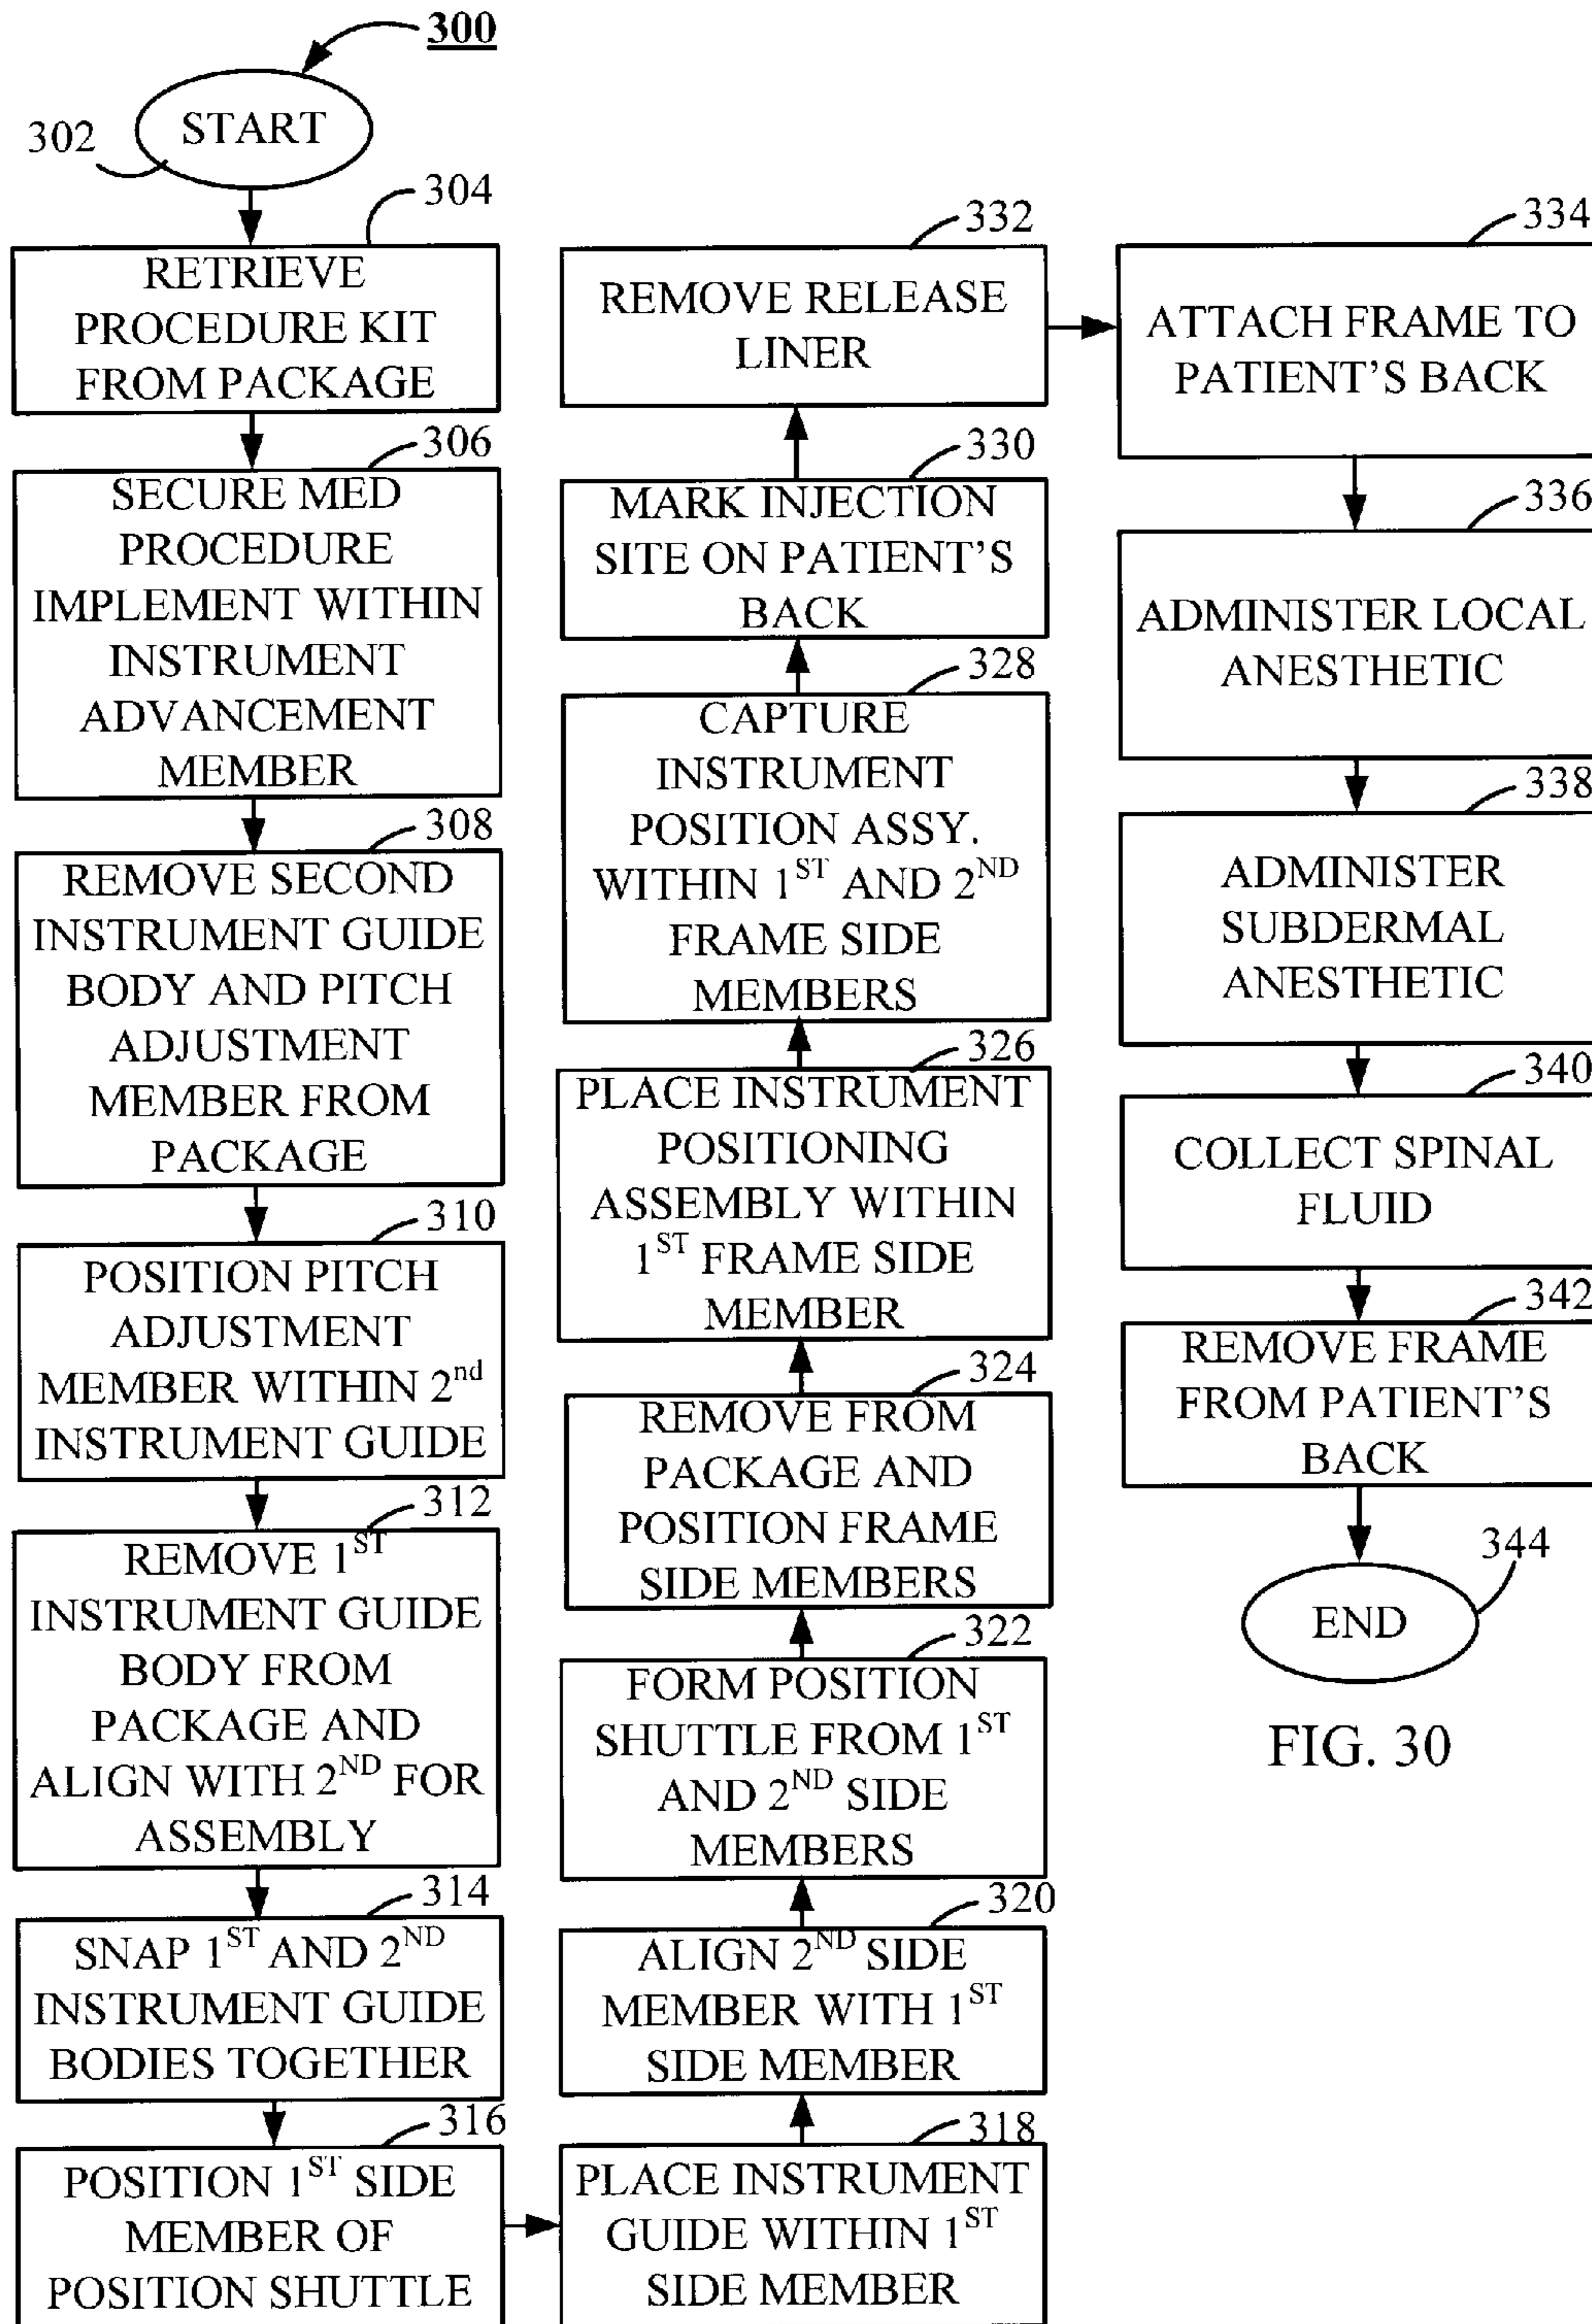 300
302
START
304
RETRIEVE
PROCEDURE KIT
FROM PACKAGE
306
SECURE MED
PROCEDURE
IMPLEMENT WITHIN
INSTRUMENT
ADVANCEMENT
MEMBER
308
REMOVE SECOND
INSTRUMENT GUIDE
BODY AND PITCH
ADJUSTMENT
MEMBER FROM
PACKAGE
310
POSITION PITCH
ADJUSTMENT
MEMBER WITHIN 2nd
INSTRUMENT GUIDE
312
REMOVE 1ST
INSTRUMENT GUIDE
BODY FROM
PACKAGE AND
ALIGN WITH 2ND FOR
ASSEMBLY
314
SNAP 1ST AND 2ND
INSTRUMENT GUIDE
BODIES TOGETHER
316
POSITION 1ST SIDE
MEMBER OF
POSITION SHUTTLE
318
PLACE INSTRUMENT
GUIDE WITHIN 1ST
SIDE MEMBER
320
ALIGN 2ND SIDE
MEMBER WITH 1ST
SIDE MEMBER
322
FORM POSITION
SHUTTLE FROM 1ST
AND 2ND SIDE
MEMBERS
324
REMOVE FROM
PACKAGE AND
POSITION FRAME
SIDE MEMBERS
326
PLACE INSTRUMENT
POSITIONING
ASSEMBLY WITHIN
1ST FRAME SIDE
MEMBER
328
CAPTURE
INSTRUMENT
POSITION ASSY.
WITHIN 1ST AND 2ND
FRAME SIDE
MEMBERS
330
MARK INJECTION
SITE ON PATIENT'S
BACK
332
REMOVE RELEASE
LINER
334
ATTACH FRAME TO
PATIENT'S BACK
336
ADMINISTER LOCAL
ANESTHETIC
338
ADMINISTER
SUBDERMAL
ANESTHETIC
340
COLLECT SPINAL
FLUID
342
REMOVE FRAME
FROM PATIENT'S
BACK
344
END
FIG. 30